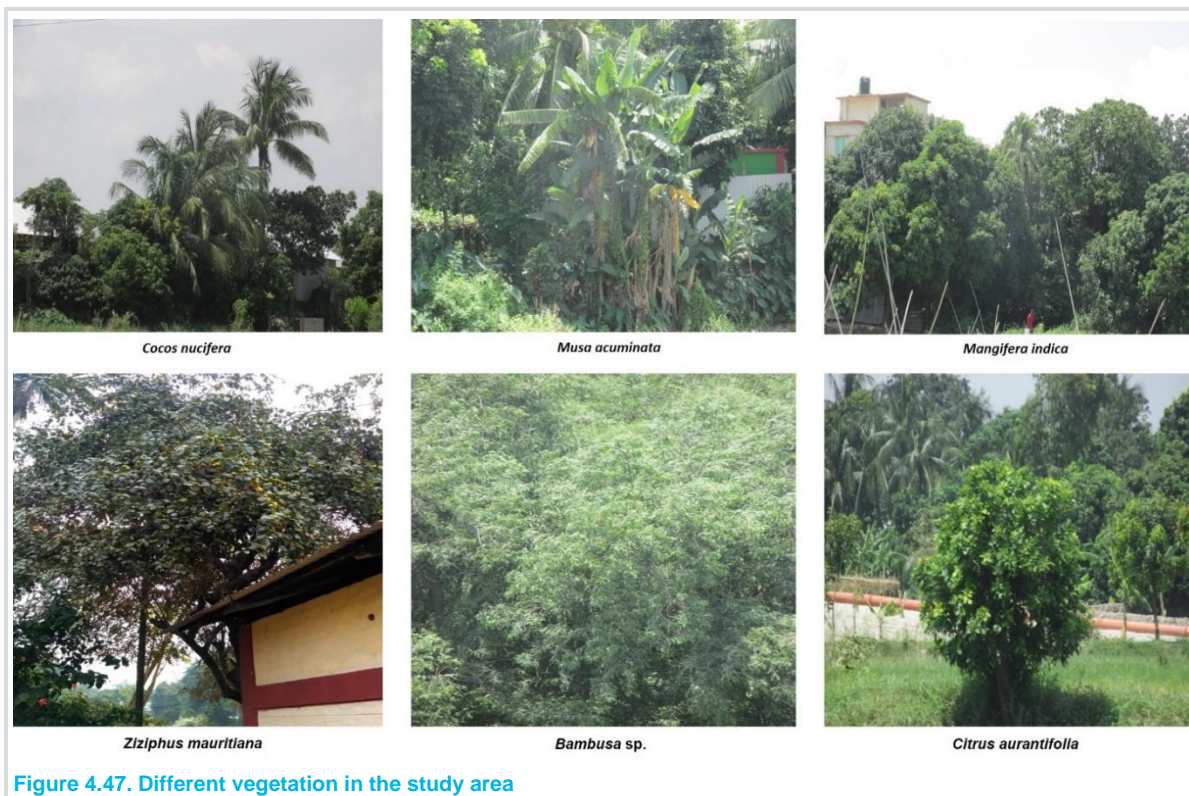 Cocos nucifera
Musa acuminata
Mangifera indica
Ziziphus mauritiana
Bambusa sp.
Citrus aurantifolia
Figure 4.47. Different vegetation in the study area